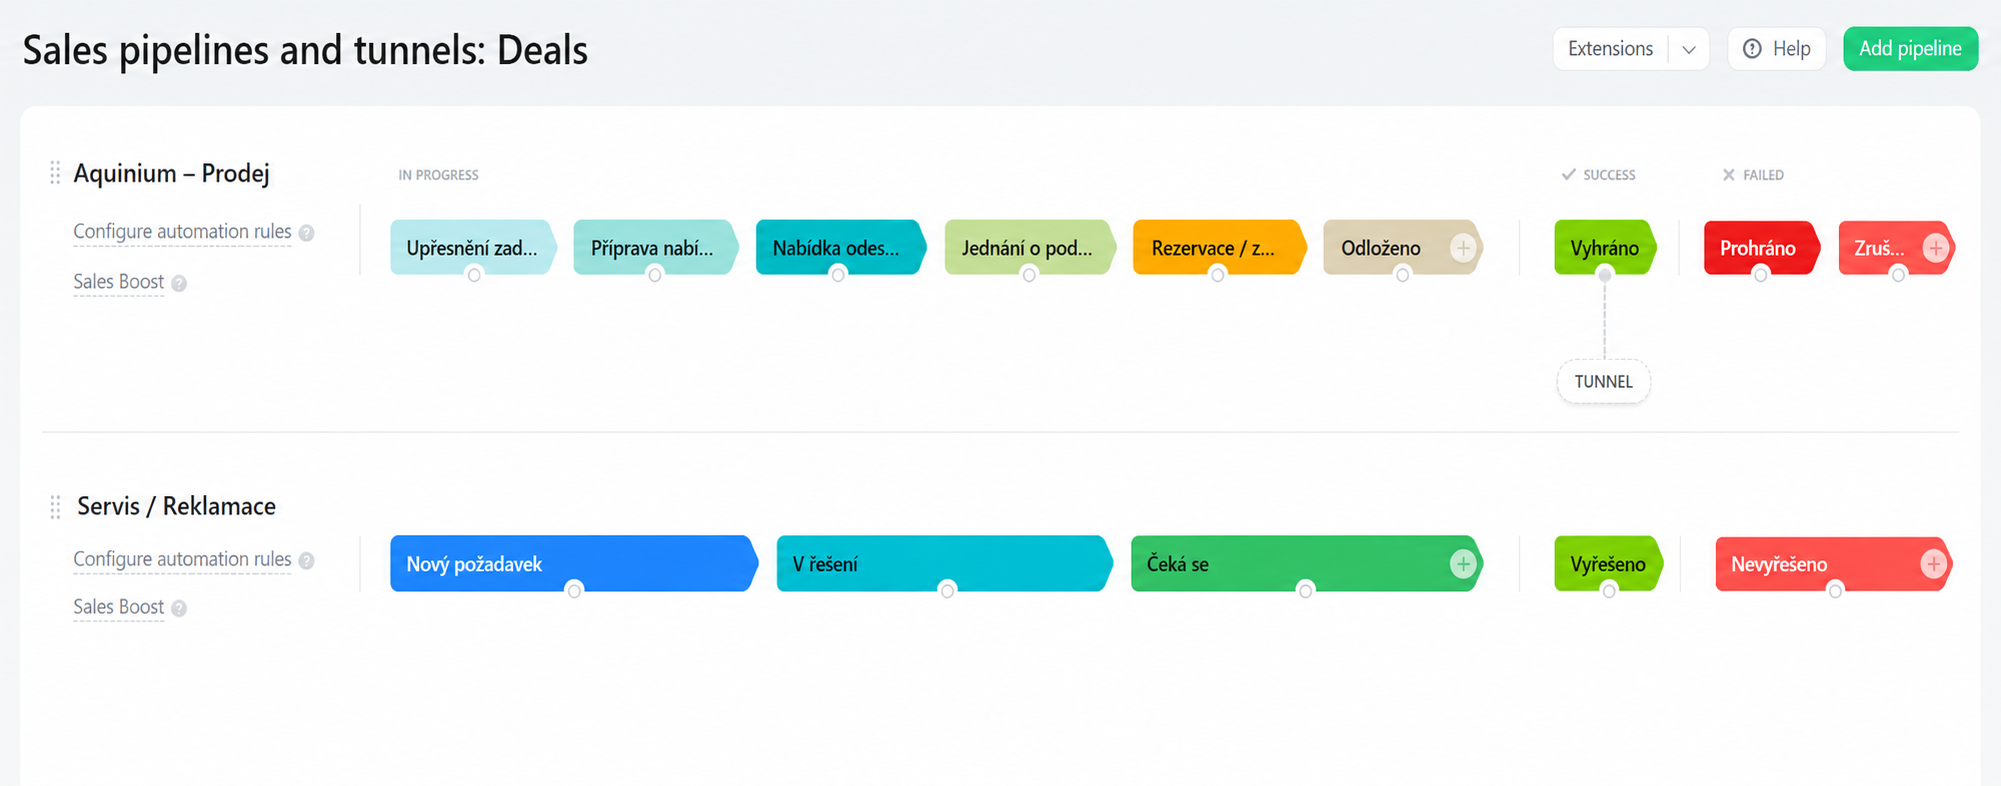 Sales pipelines and tunnels: Deals
Extensions
Help
Add pipeline
Aquinium – Prodej
IN PROGRESS
SUCCESS
FAILED
Configure automation rules ?
Sales Boost ?
Upřesnění zad...
Příprava nabí...
Nabídka odes...
Jednání o pod...
Rezervace / z...
Odloženo
Vyhráno
Prohráno
Zruš...
TUNNEL
Servis / Reklamace
Configure automation rules ?
Sales Boost ?
Nový požadavek
V řešení
Čeká se
Vyřešeno
Nevyřešeno